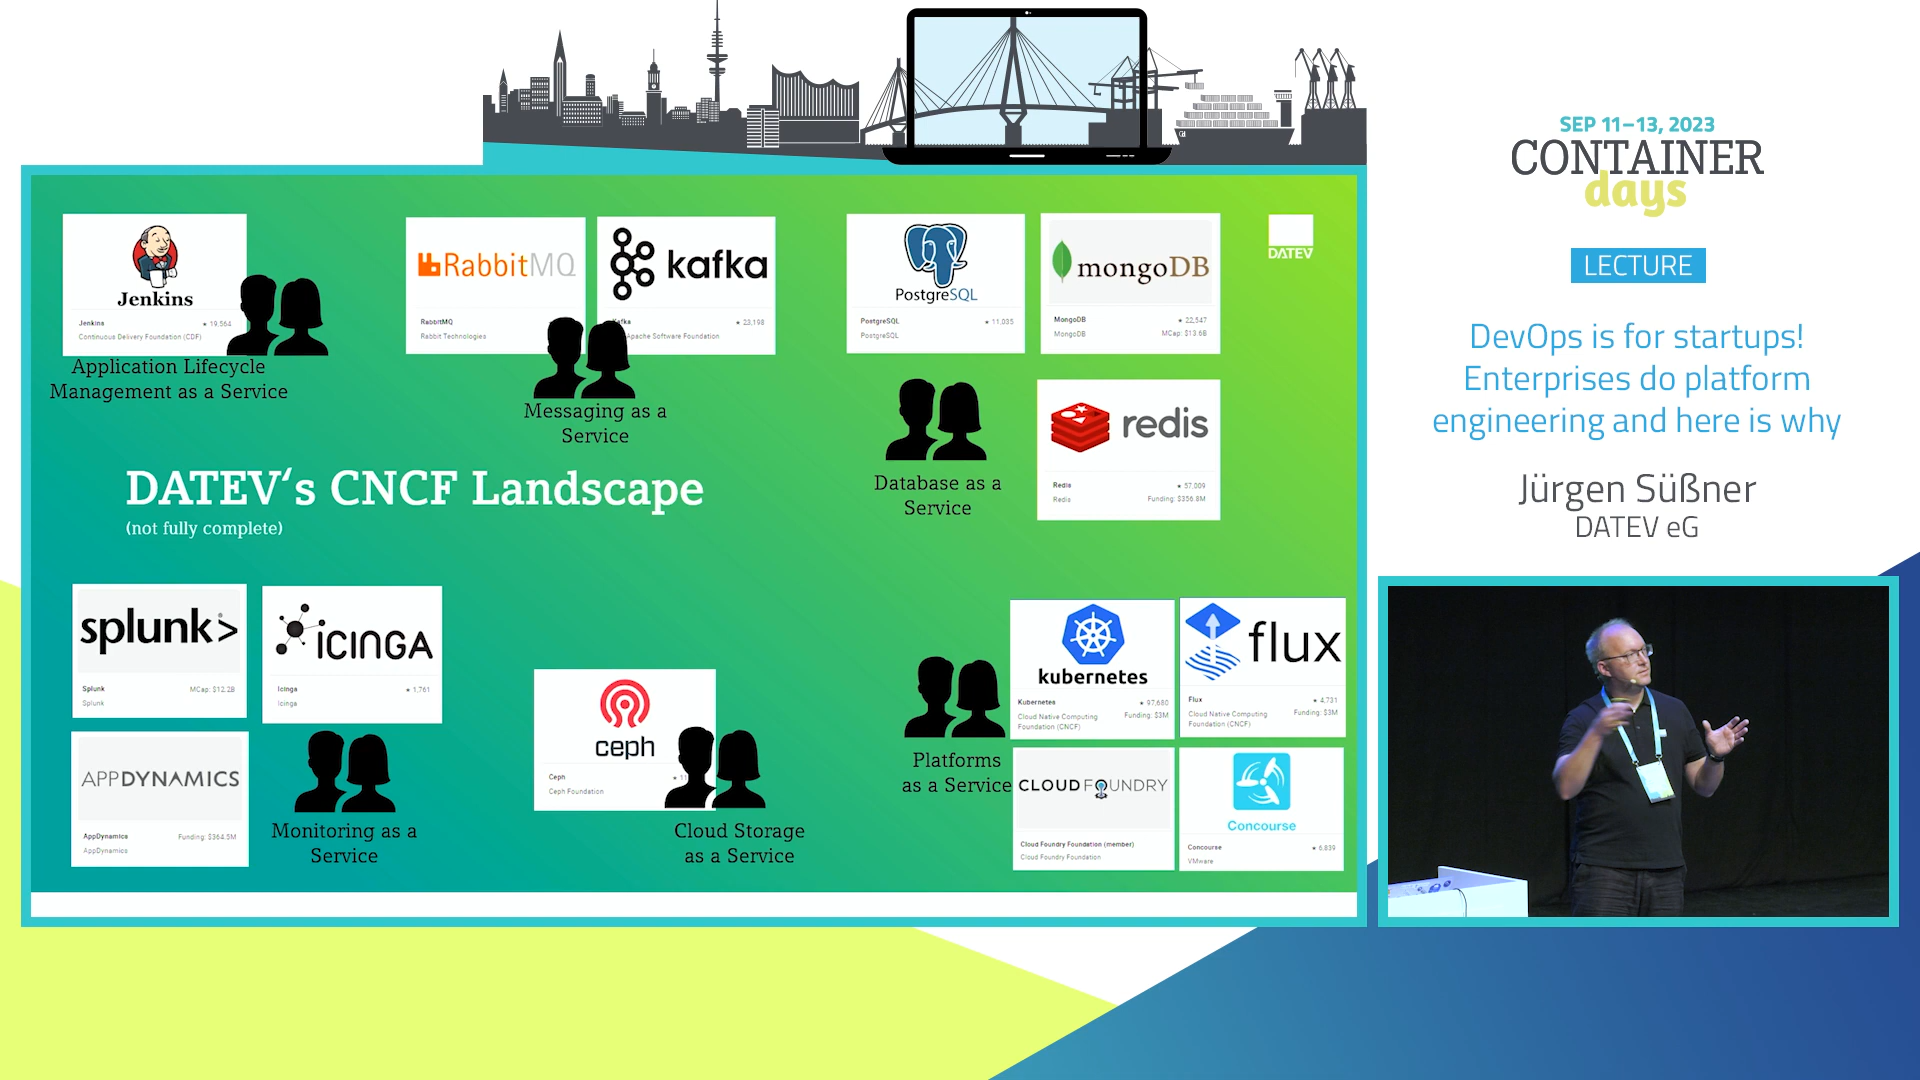 SEP 11–13, 2023
CONTAINER
days
LECTURE
DevOps is for startups!
Enterprises do platform
engineering and here is why
Jürgen Süßner
DATEV eG
Jenkins
Jenkins
★ 19,564
Continuous Delivery Foundation (CDF)
Application Lifecycle
Management as a Service
RabbitMQ
RabbitMQ
Rabbit Technologies
kafka
Kafka
★ 23,198
Apache Software Foundation
Messaging as a
Service
PostgreSQL
PostgreSQL
★ 11,035
PostgreSQL
mongoDB
MongoDB
★ 22,547
MongoDB
MCap: $13.6B
DATEV
redis
Redis
★ 57,009
Redis
Funding: $356.8M
Database as a
Service
DATEV‘s CNCF Landscape
(not fully complete)
splunk>
Splunk
MCap: $12.2B
Splunk
ICINGA
Icinga
★ 1,761
Icinga
APPDYNAMICS
AppDynamics
Funding: $364.5M
AppDynamics
Monitoring as a
Service
ceph
Ceph
★ 11
Ceph Foundation
Cloud Storage
as a Service
Platforms
as a Service
kubernetes
Kubernetes
★ 97,680
Cloud Native Computing
Foundation (CNCF)
Funding: $3M
flux
Flux
★ 4,731
Cloud Native Computing
Foundation (CNCF)
Funding: $3M
CLOUD FOUNDRY
Cloud Foundry Foundation (member)
Cloud Foundry Foundation
Concourse
Concourse
★ 6,839
VMware